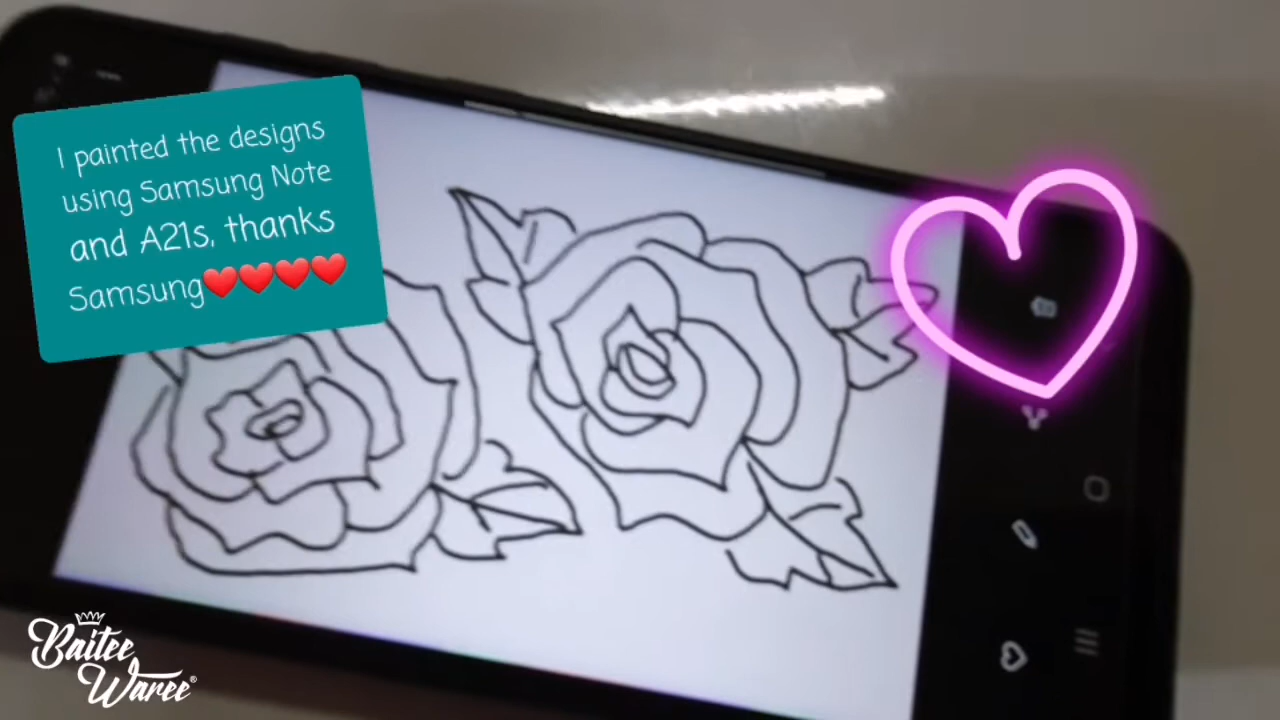 I painted the designs
using Samsung Note
and A21s, thanks
Samsung❤️❤️❤️❤️
Baitee
Waree®